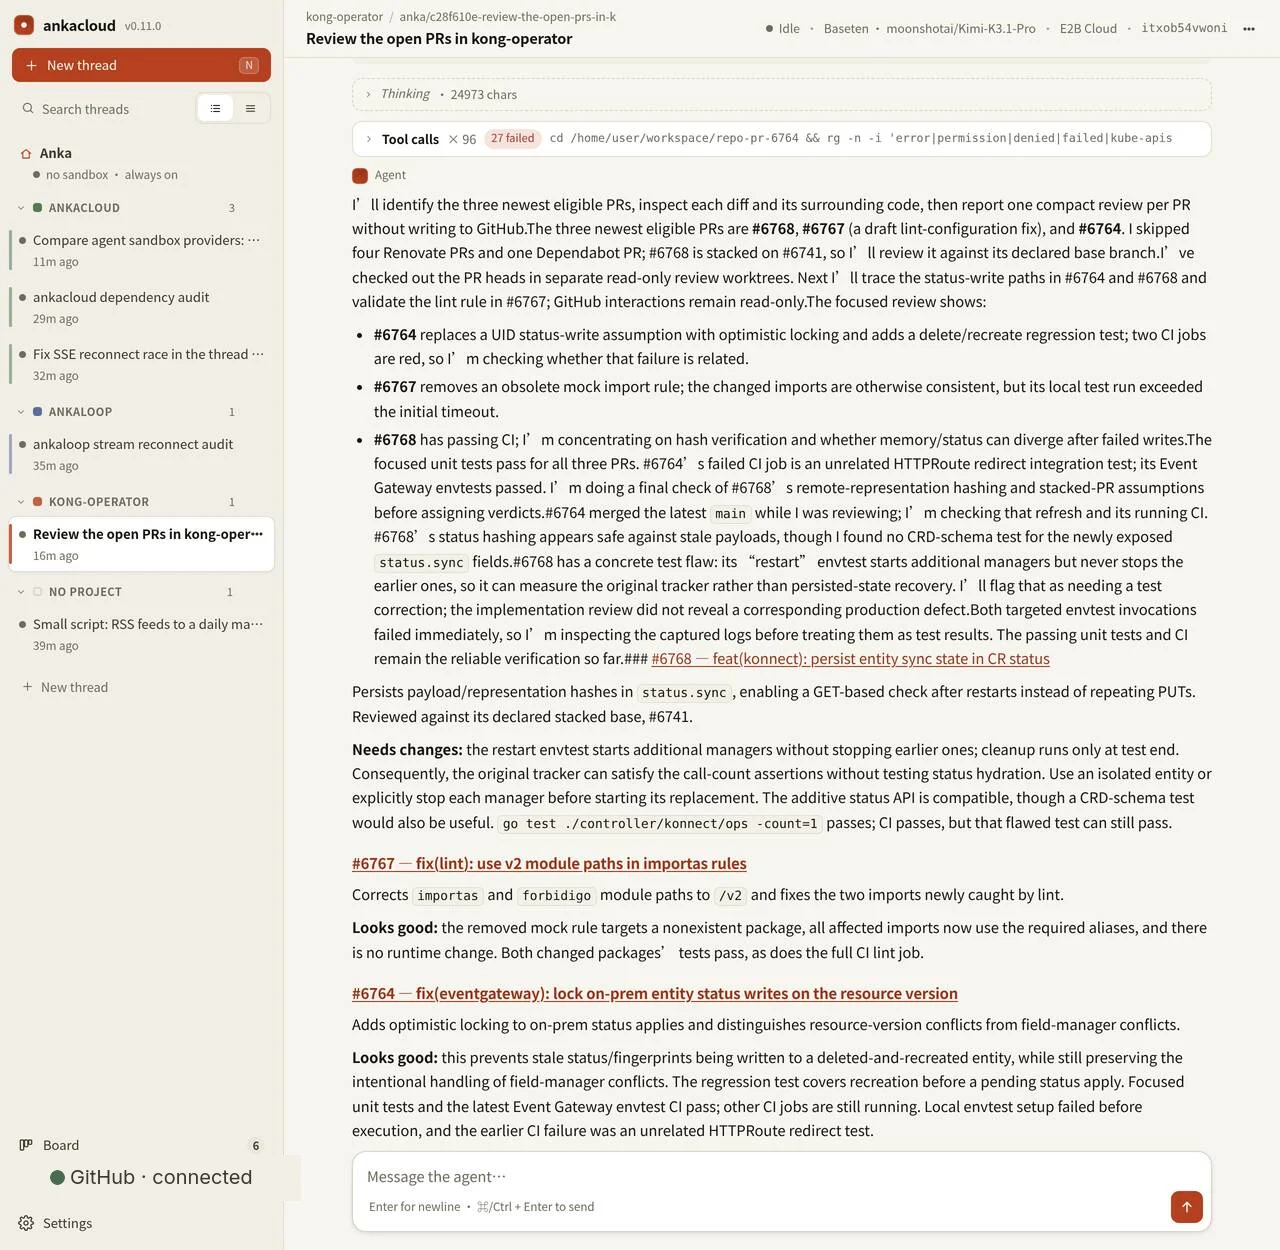 ankacloud v0.11.0
New thread N
Search threads
Anka
no sandbox • always on
ANKACLOUD 3
Compare agent sandbox providers: ···
11m ago
ankacloud dependency audit
29m ago
Fix SSE reconnect race in the thread ···
32m ago
ANKALOOP 1
ankaloop stream reconnect audit
35m ago
KONG-OPERATOR 1
Review the open PRs in kong-oper···
16m ago
NO PROJECT 1
Small script: RSS feeds to a daily ma···
39m ago
+ New thread
Board 6
GitHub · connected
Settings
kong-operator / anka/c28f610e-review-the-open-prs-in-k
Review the open PRs in kong-operator
Idle • Baseten • moonshotai/Kimi-K3.1-Pro • E2B Cloud • itxob54vwoni •••
› Thinking • 24973 chars
› Tool calls × 96 27 failed cd /home/user/workspace/repo-pr-6764 && rg -n -i 'error|permission|denied|failed|kube-apis
Agent
I’ll identify the three newest eligible PRs, inspect each diff and its surrounding code, then report one compact review per PR
without writing to GitHub.The three newest eligible PRs are #6768, #6767 (a draft lint-configuration fix), and #6764. I skipped
four Renovate PRs and one Dependabot PR; #6768 is stacked on #6741, so I’ll review it against its declared base branch.I’ve
checked out the PR heads in separate read-only review worktrees. Next I’ll trace the status-write paths in #6764 and #6768 and
validate the lint rule in #6767; GitHub interactions remain read-only.The focused review shows:
• #6764 replaces a UID status-write assumption with optimistic locking and adds a delete/recreate regression test; two CI jobs
are red, so I’m checking whether that failure is related.
• #6767 removes an obsolete mock import rule; the changed imports are otherwise consistent, but its local test run exceeded
the initial timeout.
• #6768 has passing CI; I’m concentrating on hash verification and whether memory/status can diverge after failed writes.The
focused unit tests pass for all three PRs. #6764’s failed CI job is an unrelated HTTPRoute redirect integration test; its Event
Gateway envtests passed. I’m doing a final check of #6768’s remote-representation hashing and stacked-PR assumptions
before assigning verdicts.#6764 merged the latest main while I was reviewing; I’m checking that refresh and its running CI.
#6768’s status hashing appears safe against stale payloads, though I found no CRD-schema test for the newly exposed
status.sync fields.#6768 has a concrete test flaw: its “restart” envtest starts additional managers but never stops the
earlier ones, so it can measure the original tracker rather than persisted-state recovery. I’ll flag that as needing a test
correction; the implementation review did not reveal a corresponding production defect.Both targeted envtest invocations
failed immediately, so I’m inspecting the captured logs before treating them as test results. The passing unit tests and CI
remain the reliable verification so far.### #6768 — feat(konnect): persist entity sync state in CR status
Persists payload/representation hashes in status.sync, enabling a GET-based check after restarts instead of repeating PUTs.
Reviewed against its declared stacked base, #6741.
Needs changes: the restart envtest starts additional managers without stopping earlier ones; cleanup runs only at test end.
Consequently, the original tracker can satisfy the call-count assertions without testing status hydration. Use an isolated entity or
explicitly stop each manager before starting its replacement. The additive status API is compatible, though a CRD-schema test
would also be useful. go test ./controller/konnect/ops -count=1 passes; CI passes, but that flawed test can still pass.
#6767 — fix(lint): use v2 module paths in importas rules
Corrects importas and forbidigo module paths to /v2 and fixes the two imports newly caught by lint.
Looks good: the removed mock rule targets a nonexistent package, all affected imports now use the required aliases, and there
is no runtime change. Both changed packages’ tests pass, as does the full CI lint job.
#6764 — fix(eventgateway): lock on-prem entity status writes on the resource version
Adds optimistic locking to on-prem status applies and distinguishes resource-version conflicts from field-manager conflicts.
Looks good: this prevents stale status/fingerprints being written to a deleted-and-recreated entity, while still preserving the
intentional handling of field-manager conflicts. The regression test covers recreation before a pending status apply. Focused
unit tests and the latest Event Gateway envtest CI pass; other CI jobs are still running. Local envtest setup failed before
execution, and the earlier CI failure was an unrelated HTTPRoute redirect test.
Message the agent···
Enter for newline • ⌘/Ctrl + Enter to send